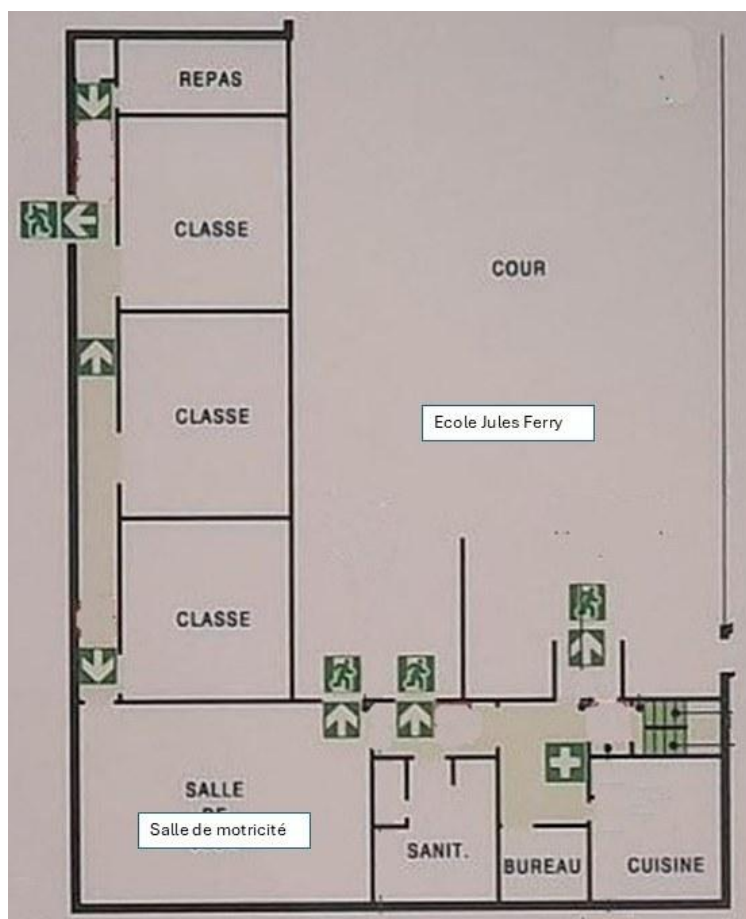 REPAS
CLASSE
COUR
CLASSE
Ecole Jules Ferry
CLASSE
SALLE
Salle de motricité
SANIT.
BUREAU
CUISINE